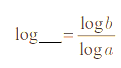 log___ = log b / log a